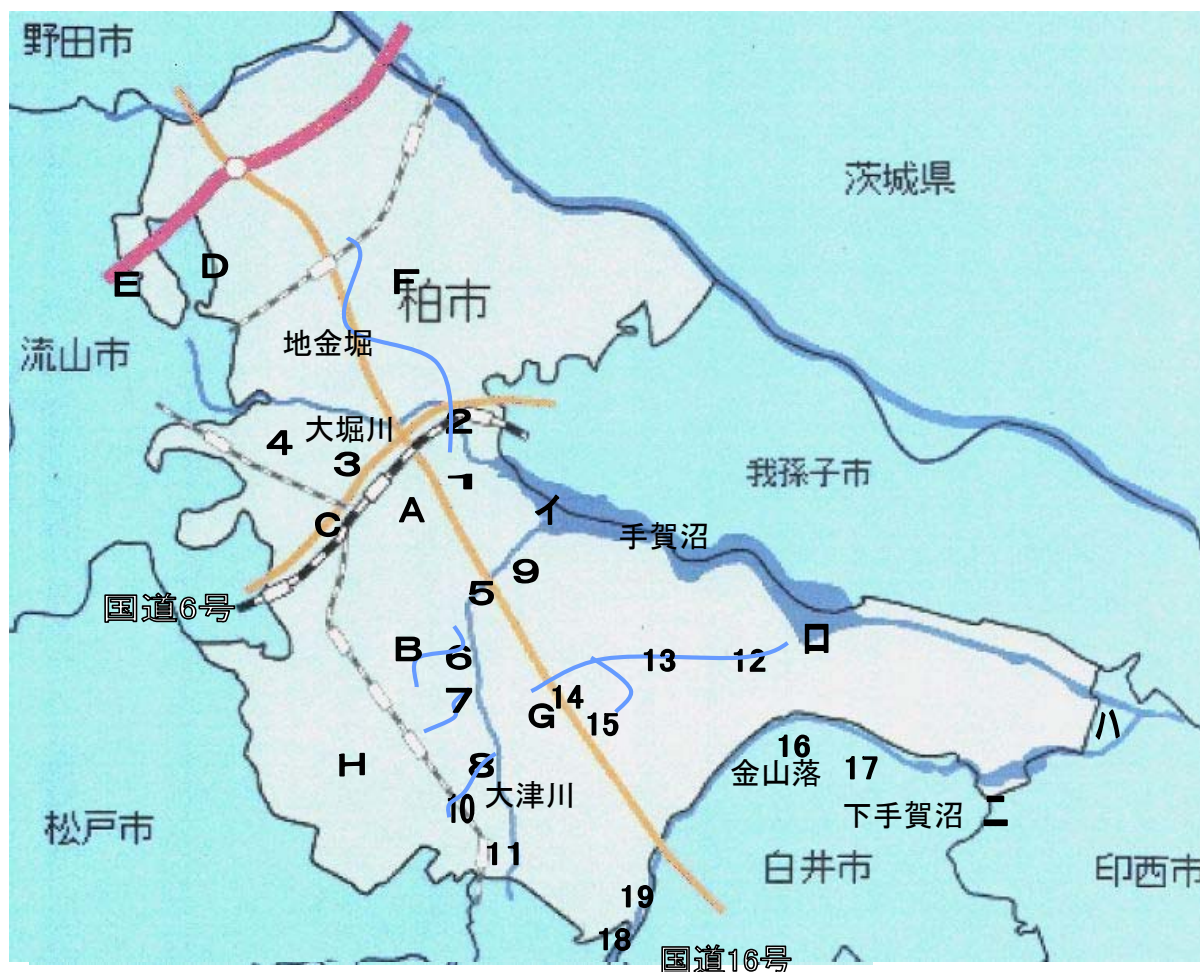 野田市
茨城県
D
E
F
柏市
地金堀
流山市
大堀川
2
4
3
我孫子市
ア
A
イ
C
手賀沼
9
5
国道6号
ロ
B
6
13
12
7
14
G
15
ハ
16
H
8
金山落
17
大津川
10
下手賀沼
ニ
松戸市
11
白井市
印西市
19
18
国道16号